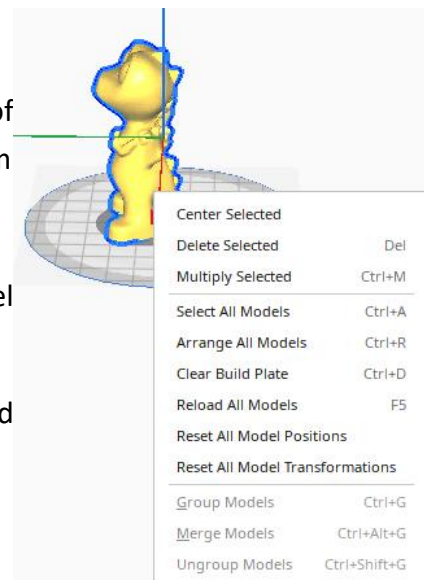 of
n
el
d
Center Selected
Delete Selected Del
Multiply Selected Ctrl+M
Select All Models Ctrl+A
Arrange All Models Ctrl+R
Clear Build Plate Ctrl+D
Reload All Models F5
Reset All Model Positions
Reset All Model Transformations
Group Models Ctrl+G
Merge Models Ctrl+Alt+G
Ungroup Models Ctrl+Shift+G